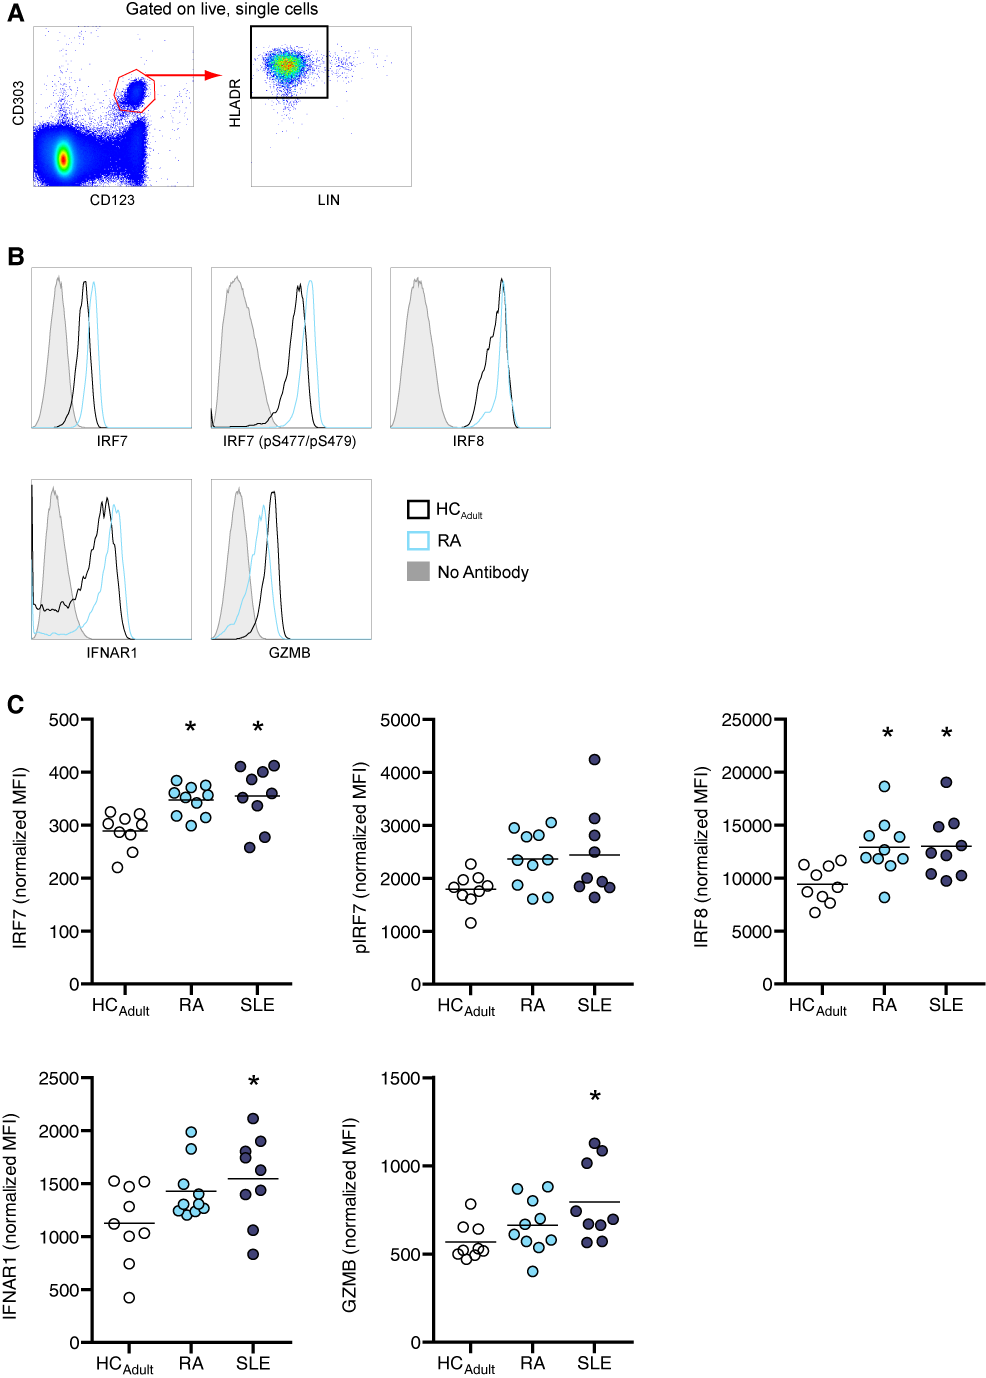 A
Gated on live, single cells
CD303
CD123
HLADR
LIN
B
IRF7
IRF7 (pS477/pS479)
IRF8
IFNAR1
GZMB
HCAdult
RA
No Antibody
C
IRF7 (normalized MFI)
500
400
300
200
100
0
* *
HCAdult RA SLE
pIRF7 (normalized MFI)
5000
4000
3000
2000
1000
0
HCAdult RA SLE
IRF8 (normalized MFI)
25000
20000
15000
10000
5000
0
* *
HCAdult RA SLE
IFNAR1 (normalized MFI)
2500
2000
1500
1000
500
0
*
HCAdult RA SLE
GZMB (normalized MFI)
1500
1000
500
0
*
HCAdult RA SLE